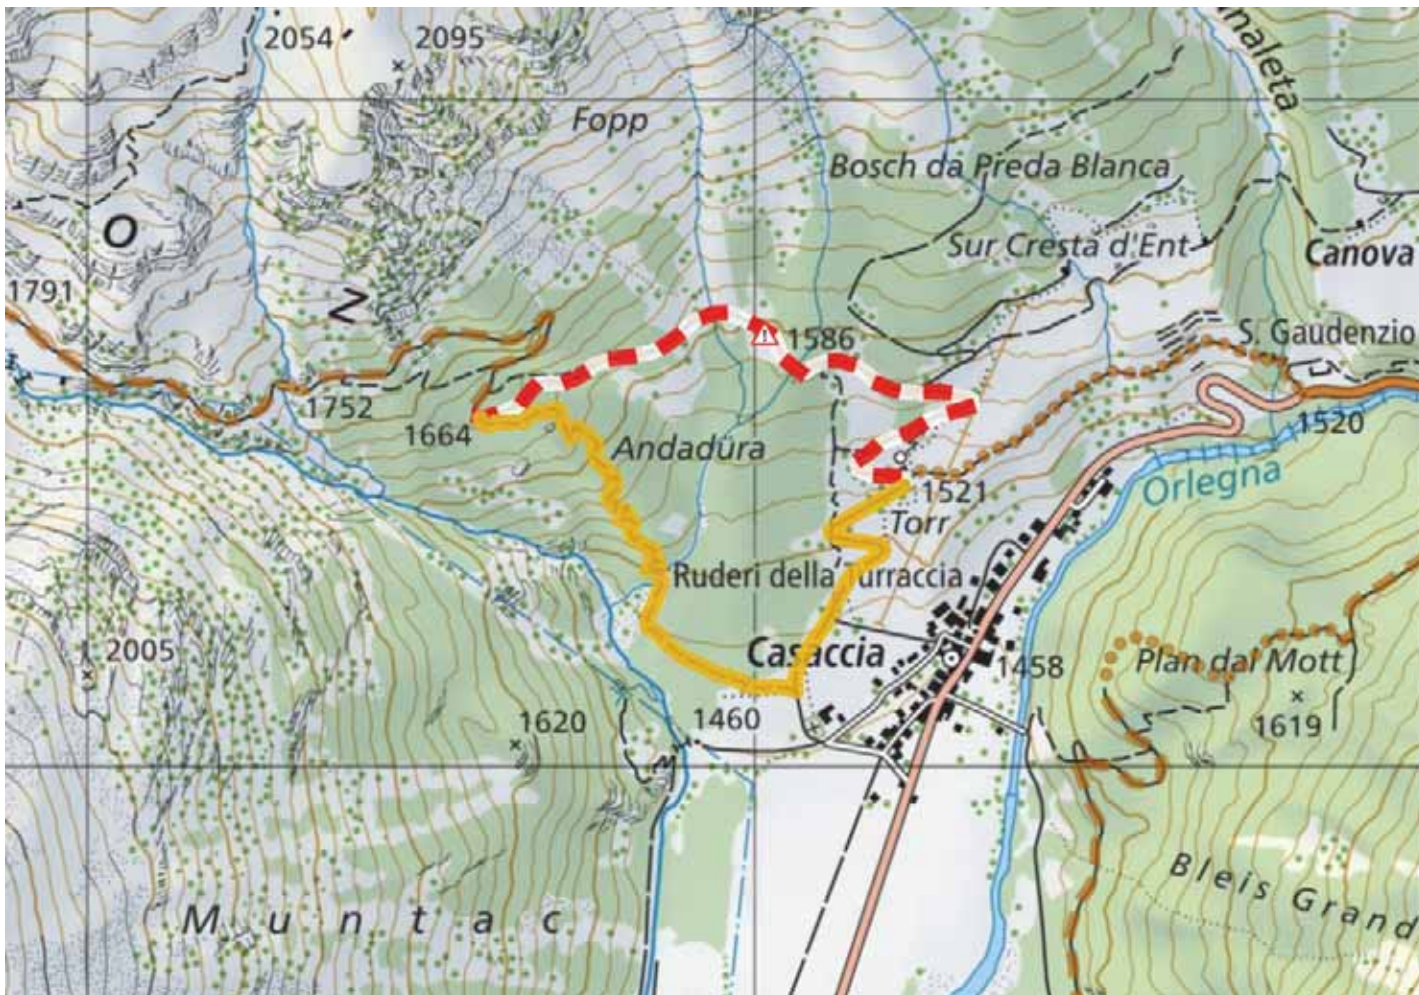 2054
2095
Fopp
naleta
Bosch da Preda Blanca
O
Sur Cresta d'Ent
Canova
1791
N
1586
S. Gaudenzio
1752
1664
Andadüra
1520
1521
Orlegna
Torr
Ruderi della Turraccia
2005
Casaccia
1458
Plan dal Mott
1620
1460
1619
Bleis Grand
Muntac